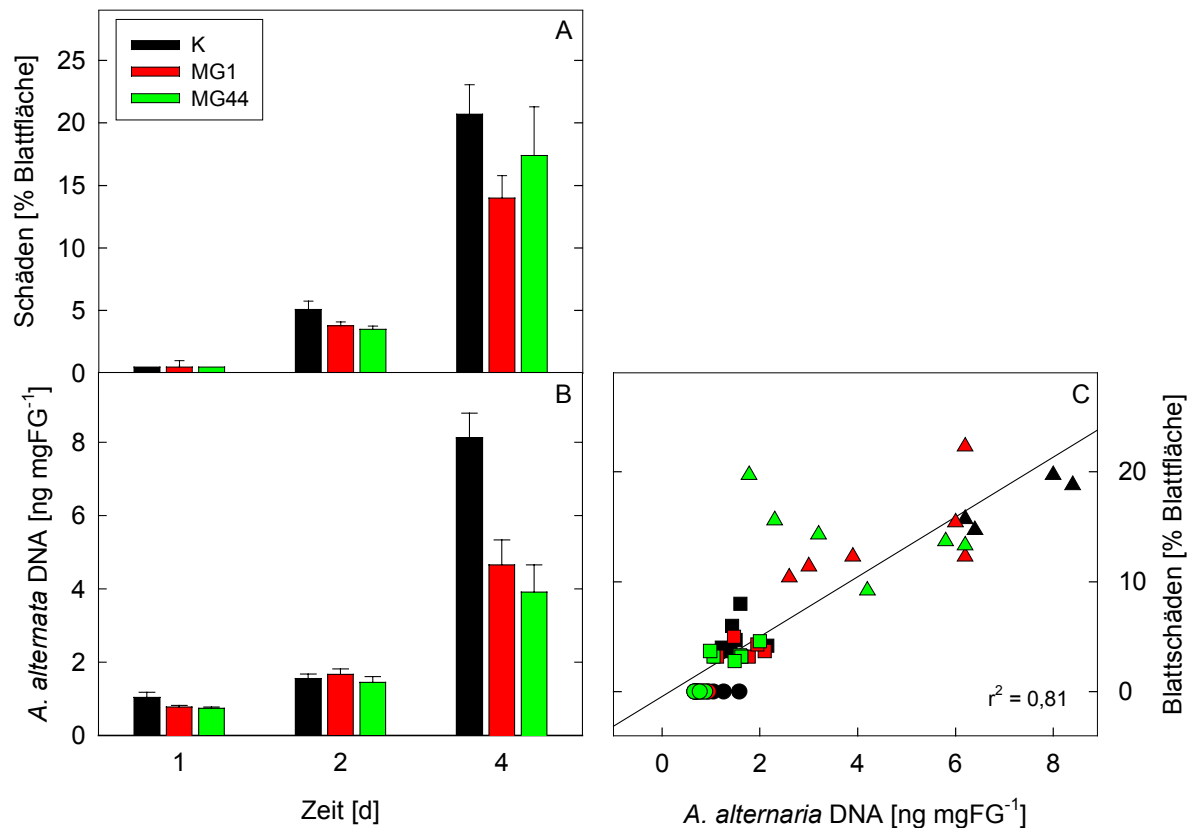 A
K
MG1
MG44
Schäden [% Blattfläche]
25
20
15
10
5
0
B
A. alternata DNA [ng mgFG-1]
8
6
4
2
0
1 2 4
Zeit [d]
C
Blattschäden [% Blattfläche]
20
10
0
r2 = 0,81
0 2 4 6 8
A. alternaria DNA [ng mgFG-1]